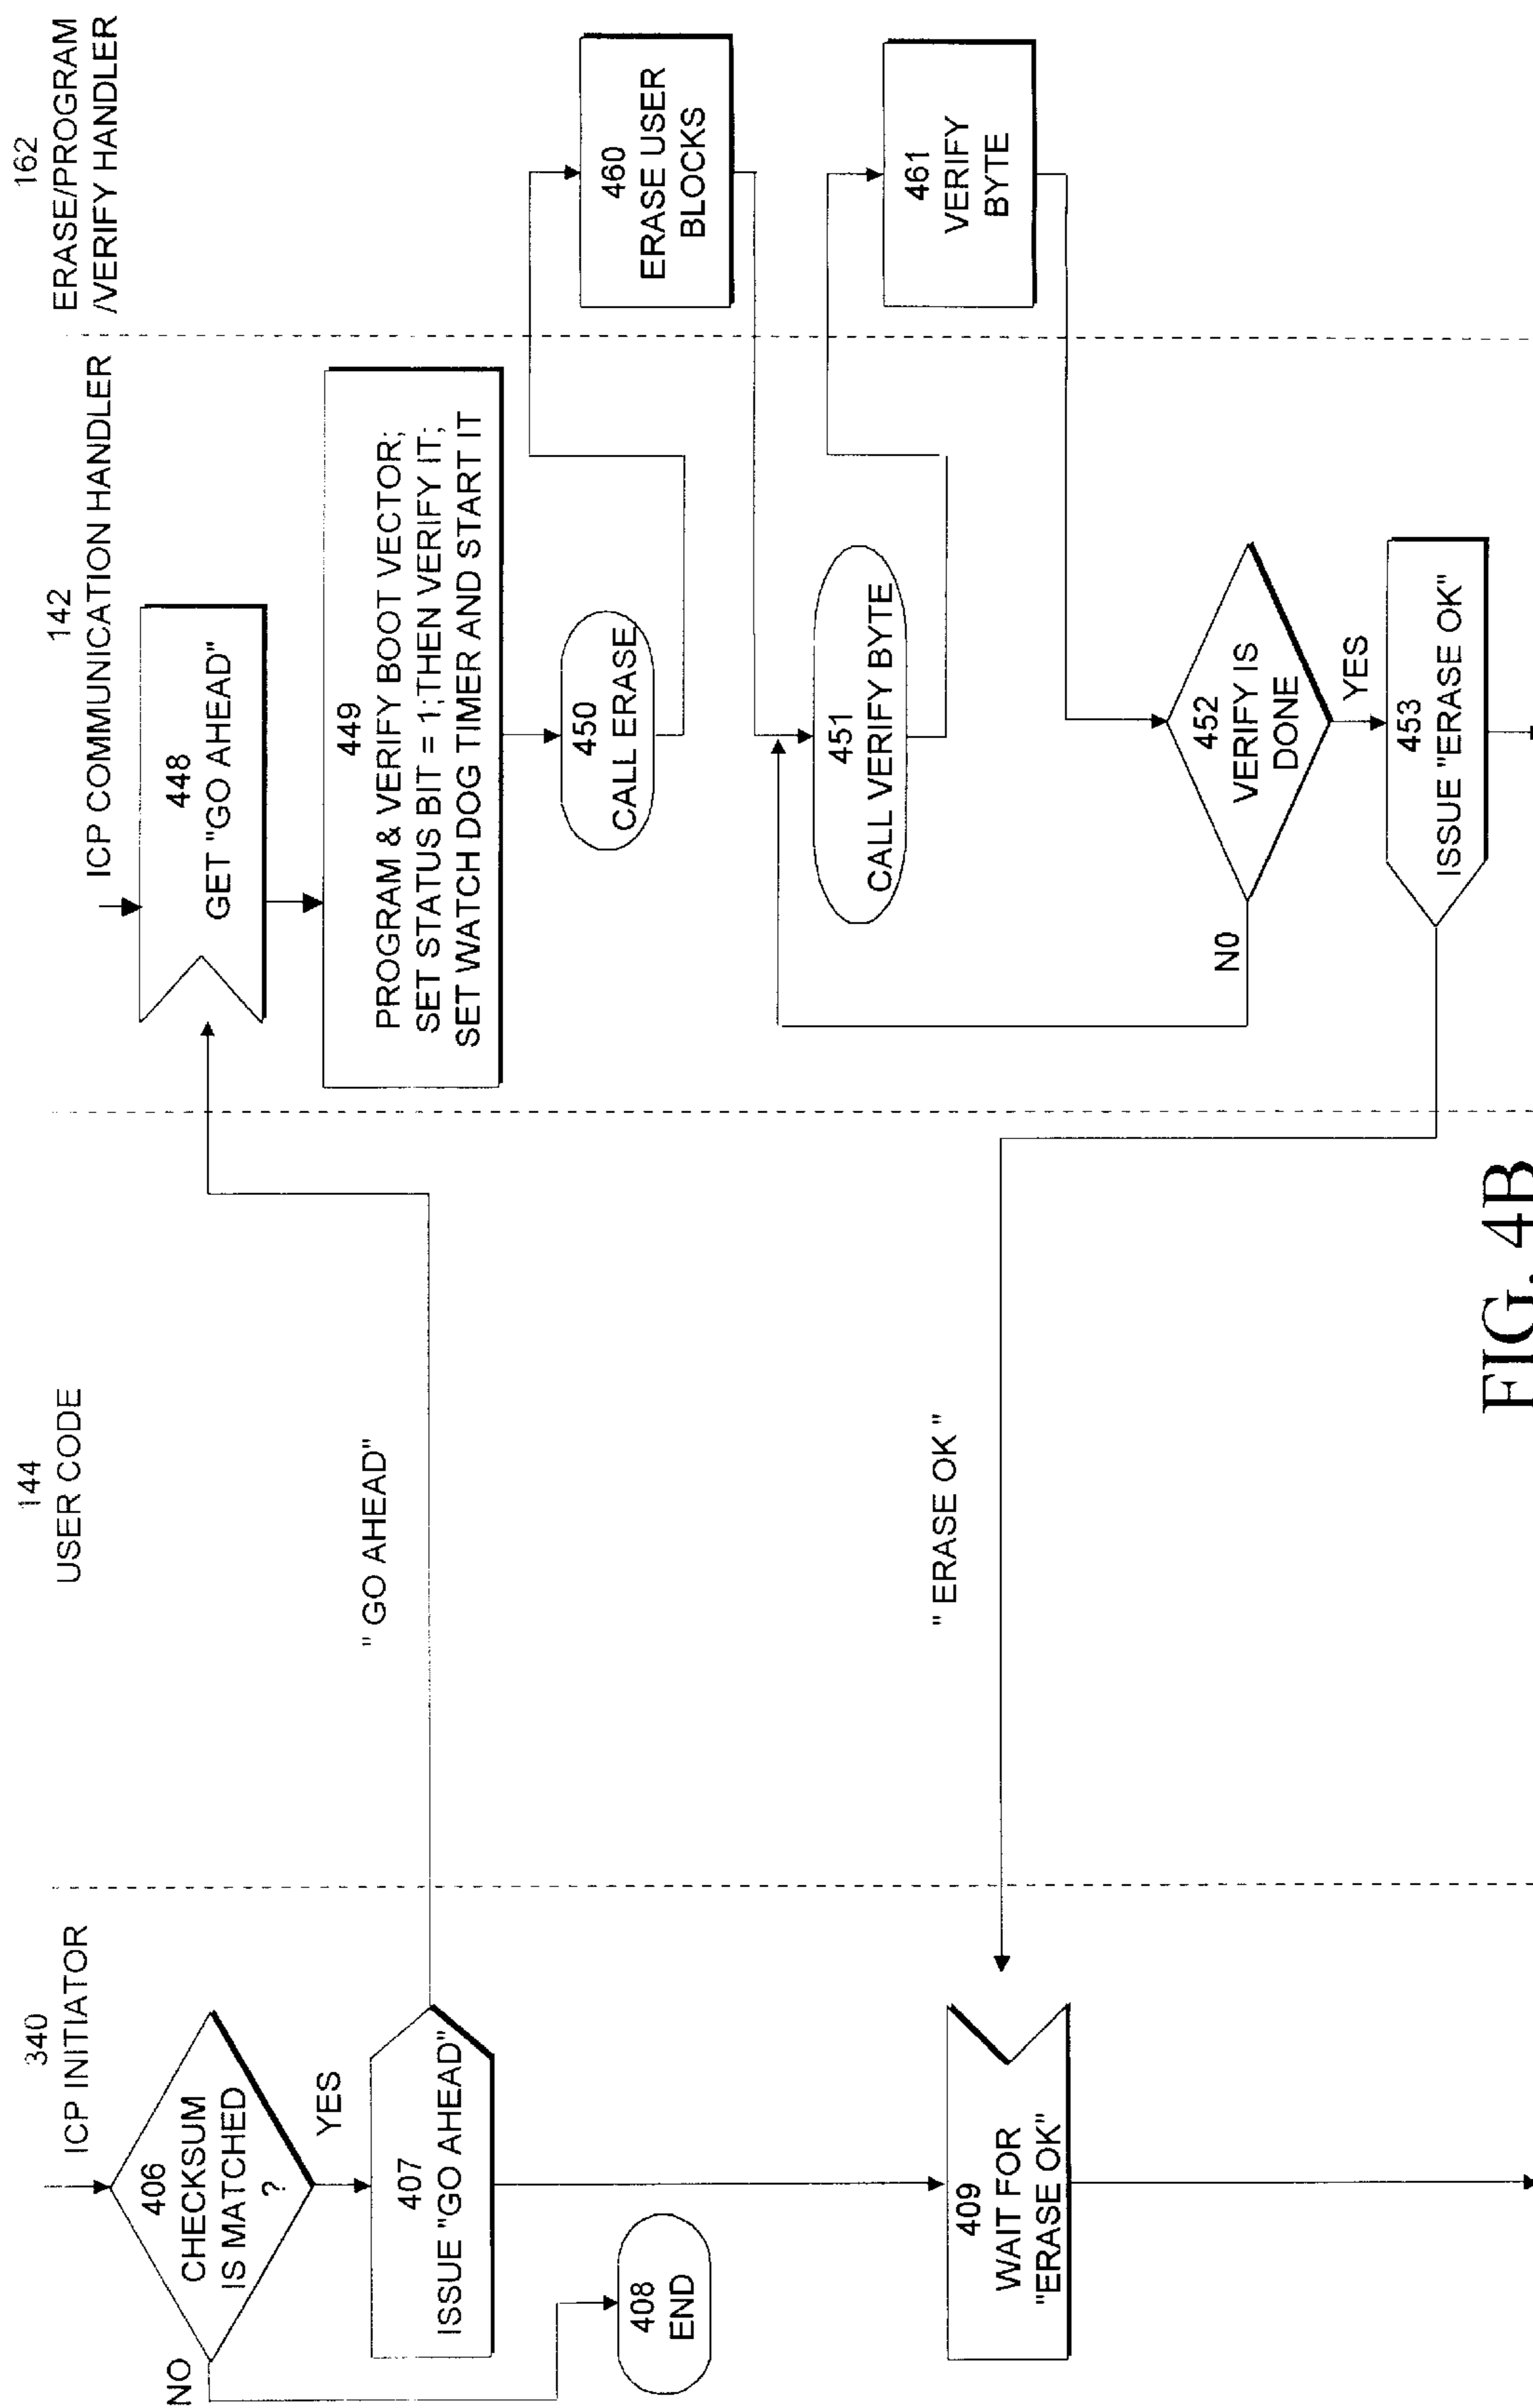 340
ICP INITIATOR
144
USER CODE
142
ICP COMMUNICATION HANDLER
162
ERASE/PROGRAM
/VERIFY HANDLER
406
CHECKSUM
IS MATCHED
?
NO
YES
407
ISSUE "GO AHEAD"
408
END
" GO AHEAD"
448
GET "GO AHEAD"
449
PROGRAM & VERIFY BOOT VECTOR;
SET STATUS BIT = 1;THEN VERIFY IT;
SET WATCH DOG TIMER AND START IT
450
CALL ERASE
460
ERASE USER
BLOCKS
451
CALL VERIFY BYTE
461
VERIFY
BYTE
409
WAIT FOR
"ERASE OK"
" ERASE OK "
452
VERIFY IS
DONE
N0
YES
453
ISSUE "ERASE OK"
FIG. 4B